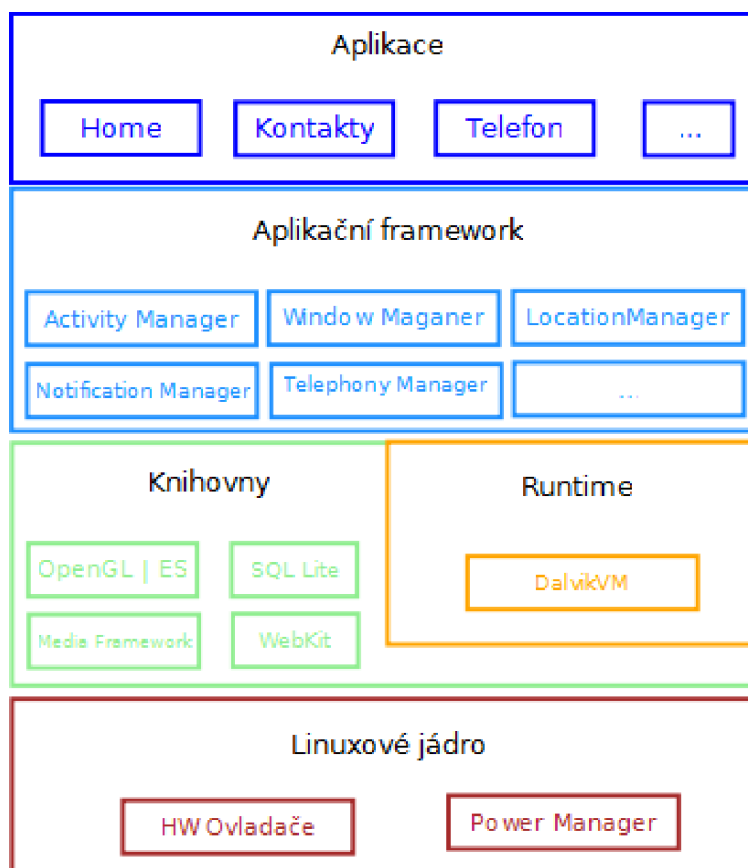 Aplikace
Home Kontakty Telefon ...
Aplikační framework
Activity Manager Window Maganer LocationManager
Notification Manager Telephony Manager ...
Knihovny Runtime
OpenGL | ES SQL Lite DalvikVM
Media Framework WebKit
Linuxové jádro
HW Ovladače Power Manager